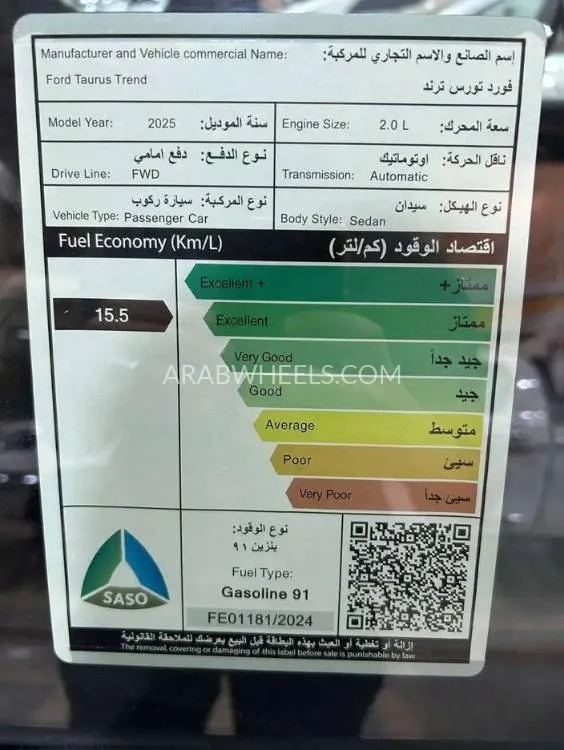 Manufacturer and Vehicle commercial Name: إسم الصانع والاسم التجاري للمركبة:
Ford Taurus Trend فورد تورس ترند
Model Year: 2025 سنة الموديل:
Engine Size: 2.0 L سعة المحرك:
نوع الدفع: دفع امامي
Drive Line: FWD
ناقل الحركة: اوتوماتيك
Transmission: Automatic
نوع المركبة: سيارة ركوب
Vehicle Type: Passenger Car
نوع الهيكل: سيدان
Body Style: Sedan
Fuel Economy (Km/L) اقتصاد الوقود (كم/لتر)
Excellent + ممتاز+
15.5
Excellent ممتاز
Very Good جيد جداً
ARABWHEELS.COM
Good جيد
Average متوسط
Poor سيئ
Very Poor سيئ جداً
نوع الوقود:
بنزين ٩١
Fuel Type:
Gasoline 91
SASO
FE01181/2024
إزالة أو تغطية أو العبث بهذه البطاقة قبل البيع يعرضك للملاحقة القانونية
The removal, covering or damaging of this label before sale is punishable by law